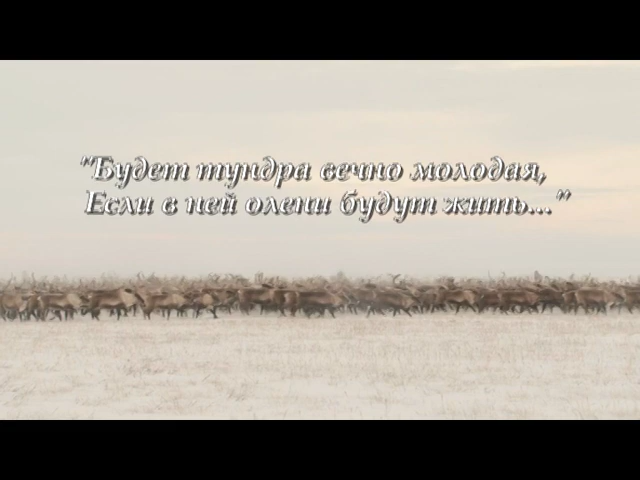 "Будет тундра вечно молодая,
Если в ней олени будут жить..."